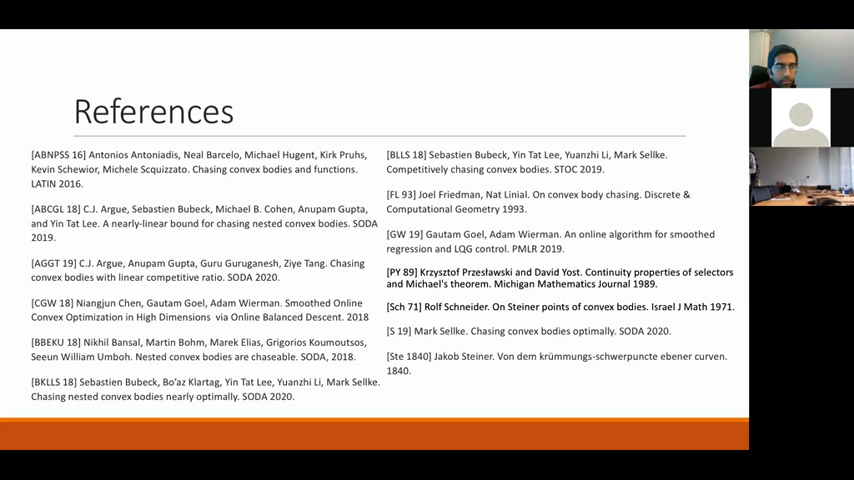 References
[ABNPSS 16] Antonios Antoniadis, Neal Barcelo, Michael Hugent, Kirk Pruhs,
Kevin Schewior, Michele Scquizzato. Chasing convex bodies and functions.
LATIN 2016.
[ABCGL 18] C.J. Argue, Sebastien Bubeck, Michael B. Cohen, Anupam Gupta,
and Yin Tat Lee. A nearly-linear bound for chasing nested convex bodies. SODA
2019.
[AGGT 19] C.J. Argue, Anupam Gupta, Guru Guruganesh, Ziye Tang. Chasing
convex bodies with linear competitive ratio. SODA 2020.
[CGW 18] Niangjun Chen, Gautam Goel, Adam Wierman. Smoothed Online
Convex Optimization in High Dimensions via Online Balanced Descent. 2018
[BBEKU 18] Nikhil Bansal, Martin Bohm, Marek Elias, Grigorios Koumoutsos,
Seeun William Umboh. Nested convex bodies are chaseable. SODA, 2018.
[BKLLS 18] Sebastien Bubeck, Bo'az Klartag, Yin Tat Lee, Yuanzhi Li, Mark Sellke.
Chasing nested convex bodies nearly optimally. SODA 2020.
[BLLS 18] Sebastien Bubeck, Yin Tat Lee, Yuanzhi Li, Mark Sellke.
Competitively chasing convex bodies. STOC 2019.
[FL 93] Joel Friedman, Nat Linial. On convex body chasing. Discrete &
Computational Geometry 1993.
[GW 19] Gautam Goel, Adam Wierman. An online algorithm for smoothed
regression and LQG control. PMLR 2019.
[PY 89] Krzysztof Przesławski and David Yost. Continuity properties of selectors
and Michael's theorem. Michigan Mathematics Journal 1989.
[Sch 71] Rolf Schneider. On Steiner points of convex bodies. Israel J Math 1971.
[S 19] Mark Sellke. Chasing convex bodies optimally. SODA 2020.
[Ste 1840] Jakob Steiner. Von dem krümmungs-schwerpuncte ebener curven.
1840.